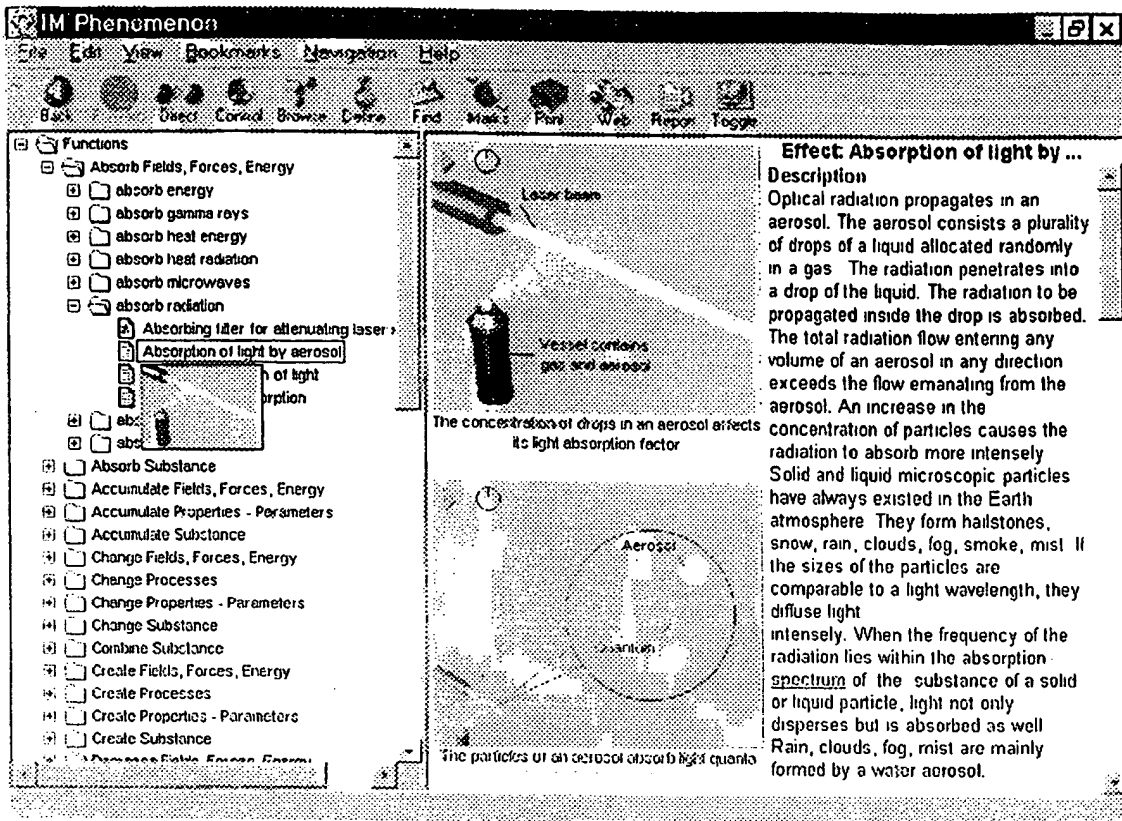 IM Phenomenon
File Edit View Bookmarks Navigation Help
Back Direct Consul Browse Define Find Marks Print Web Report Toggle
Functions
Absorb Fields, Forces, Energy
absorb energy
absorb gamma rays
absorb heat energy
absorb heat radiation
absorb microwaves
absorb radiation
Absorbing filter for attenuating laser
Absorption of light by aerosol
n of light
orption
ab
abs
Absorb Substance
Accumulate Fields, Forces, Energy
Accumulate Properties - Parameters
Accumulate Substance
Change Fields, Forces, Energy
Change Processes
Change Properties - Parameters
Change Substance
Combine Substance
Create Fields, Forces, Energy
Create Processes
Create Properties - Parameters
Create Substance
Laser beam
Vessel contains
gas and aerosol
The concentration of drops in an aerosol affects
its light absorption factor
Aerosol
Quantum
The particles of an aerosol absorb light quanta
Effect: Absorption of light by ...
Description
Optical radiation propagates in an
aerosol. The aerosol consists a plurality
of drops of a liquid allocated randomly
in a gas The radiation penetrates into
a drop of the liquid. The radiation to be
propagated inside the drop is absorbed.
The total radiation flow entering any
volume of an aerosol in any direction
exceeds the flow emanating from the
aerosol. An increase in the
concentration of particles causes the
radiation to absorb more intensely
Solid and liquid microscopic particles
have always existed in the Earth
atmosphere They form hailstones,
snow, rain, clouds, fog, smoke, mist If
the sizes of the particles are
comparable to a light wavelength, they
diffuse light
intensely. When the frequency of the
radiation lies within the absorption
spectrum of the substance of a solid
or liquid particle, light not only
disperses but is absorbed as well
Rain, clouds, fog, mist are mainly
formed by a water aerosol.